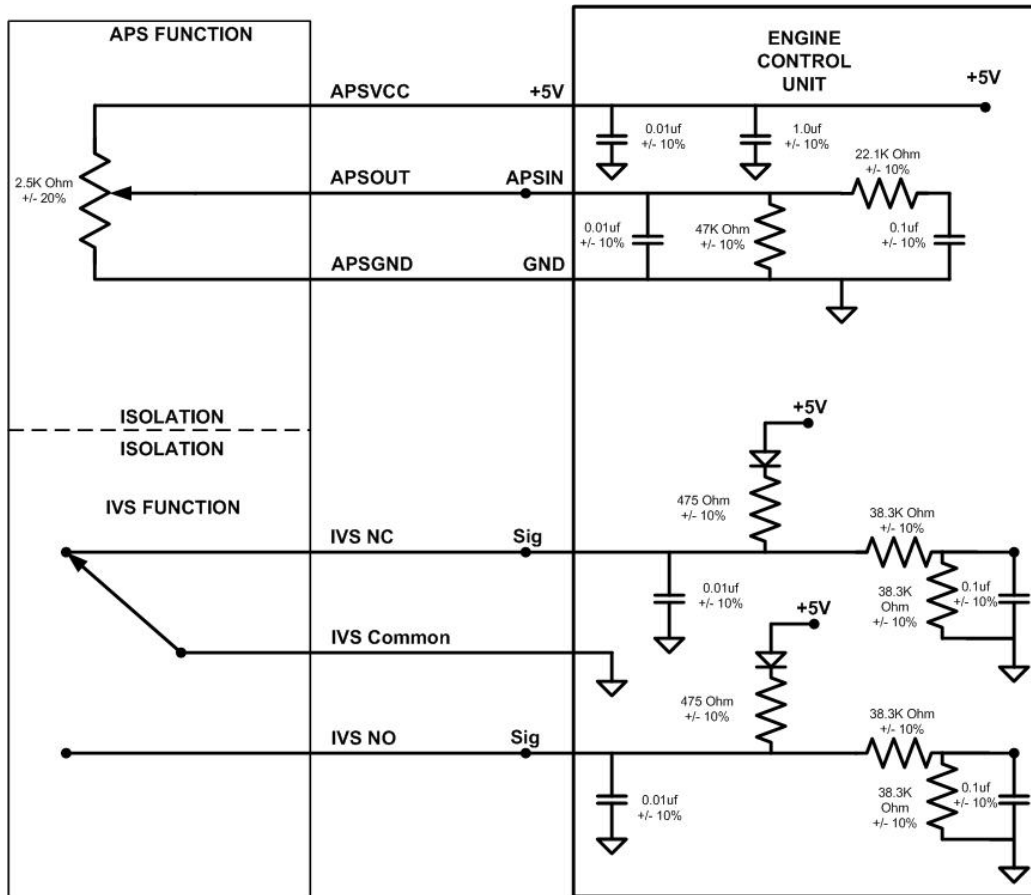 APS FUNCTION
ENGINE
CONTROL
UNIT
+5V
APSVCC
+5V
0.01uf
+/- 10%
1.0uf
+/- 10%
22.1K Ohm
+/- 10%
2.5K Ohm
+/- 20%
APSOUT
APSIN
0.01uf
+/- 10%
47K Ohm
+/- 10%
0.1uf
+/- 10%
APSGND
GND
ISOLATION
ISOLATION
+5V
IVS FUNCTION
475 Ohm
+/- 10%
38.3K Ohm
+/- 10%
IVS NC
Sig
0.01uf
+/- 10%
38.3K
Ohm
+/- 10%
0.1uf
+/- 10%
+5V
IVS Common
475 Ohm
+/- 10%
38.3K Ohm
+/- 10%
IVS NO
Sig
0.01uf
+/- 10%
38.3K
Ohm
+/- 10%
0.1uf
+/- 10%